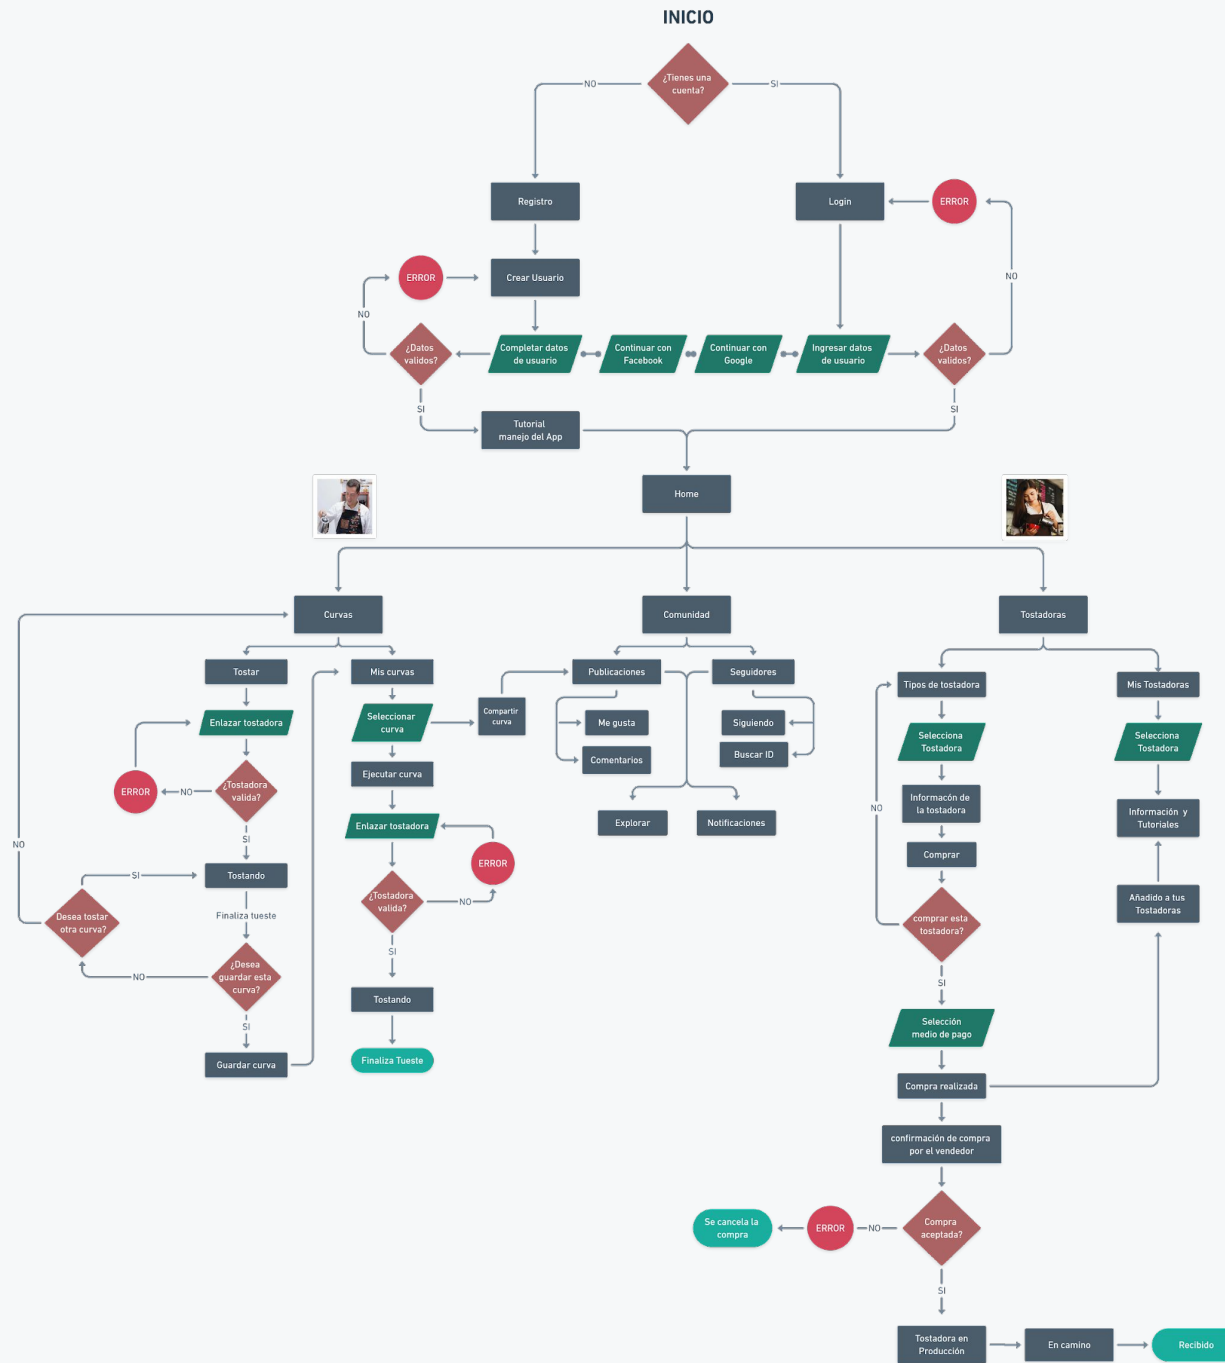 INICIO
¿Tienes una
cuenta?
NO
SI
Registro
Login
ERROR
ERROR
Crear Usuario
NO
NO
¿Datos
validos?
Completar datos
de usuario
Continuar con
Facebook
Continuar con
Google
Ingresar datos
de usuario
¿Datos
validos?
SI
SI
Tutorial
manejo del App
Home
Curvas
Comunidad
Tostadoras
Tostar
Mis curvas
Publicaciones
Seguidores
Tipos de tostadora
Mis Tostadoras
Enlazar tostadora
Seleccionar
curva
Compartir
curva
Me gusta
Siguiendo
Selecciona
Tostadora
Selecciona
Tostadora
Comentarios
Buscar ID
Ejecutar curva
¿Tostadora
valida?
NO
ERROR
Explorar
Notificaciones
Informacón de
la tostadora
NO
Información y
Tutoriales
Enlazar tostadora
SI
NO
ERROR
Comprar
SI
Tostando
¿Tostadora
valida?
NO
Añadido a tus
Tostadoras
Finaliza tueste
Desea tostar
otra curva?
comprar esta
tostadora?
SI
NO
¿Desea
guardar esta
curva?
SI
Tostando
SI
Selección
medio de pago
Guardar curva
Finaliza Tueste
Compra realizada
confirmación de compra
por el vendedor
Se cancela la
compra
ERROR
NO
Compra
aceptada?
SI
Tostadora en
Producción
En camino
Recibido